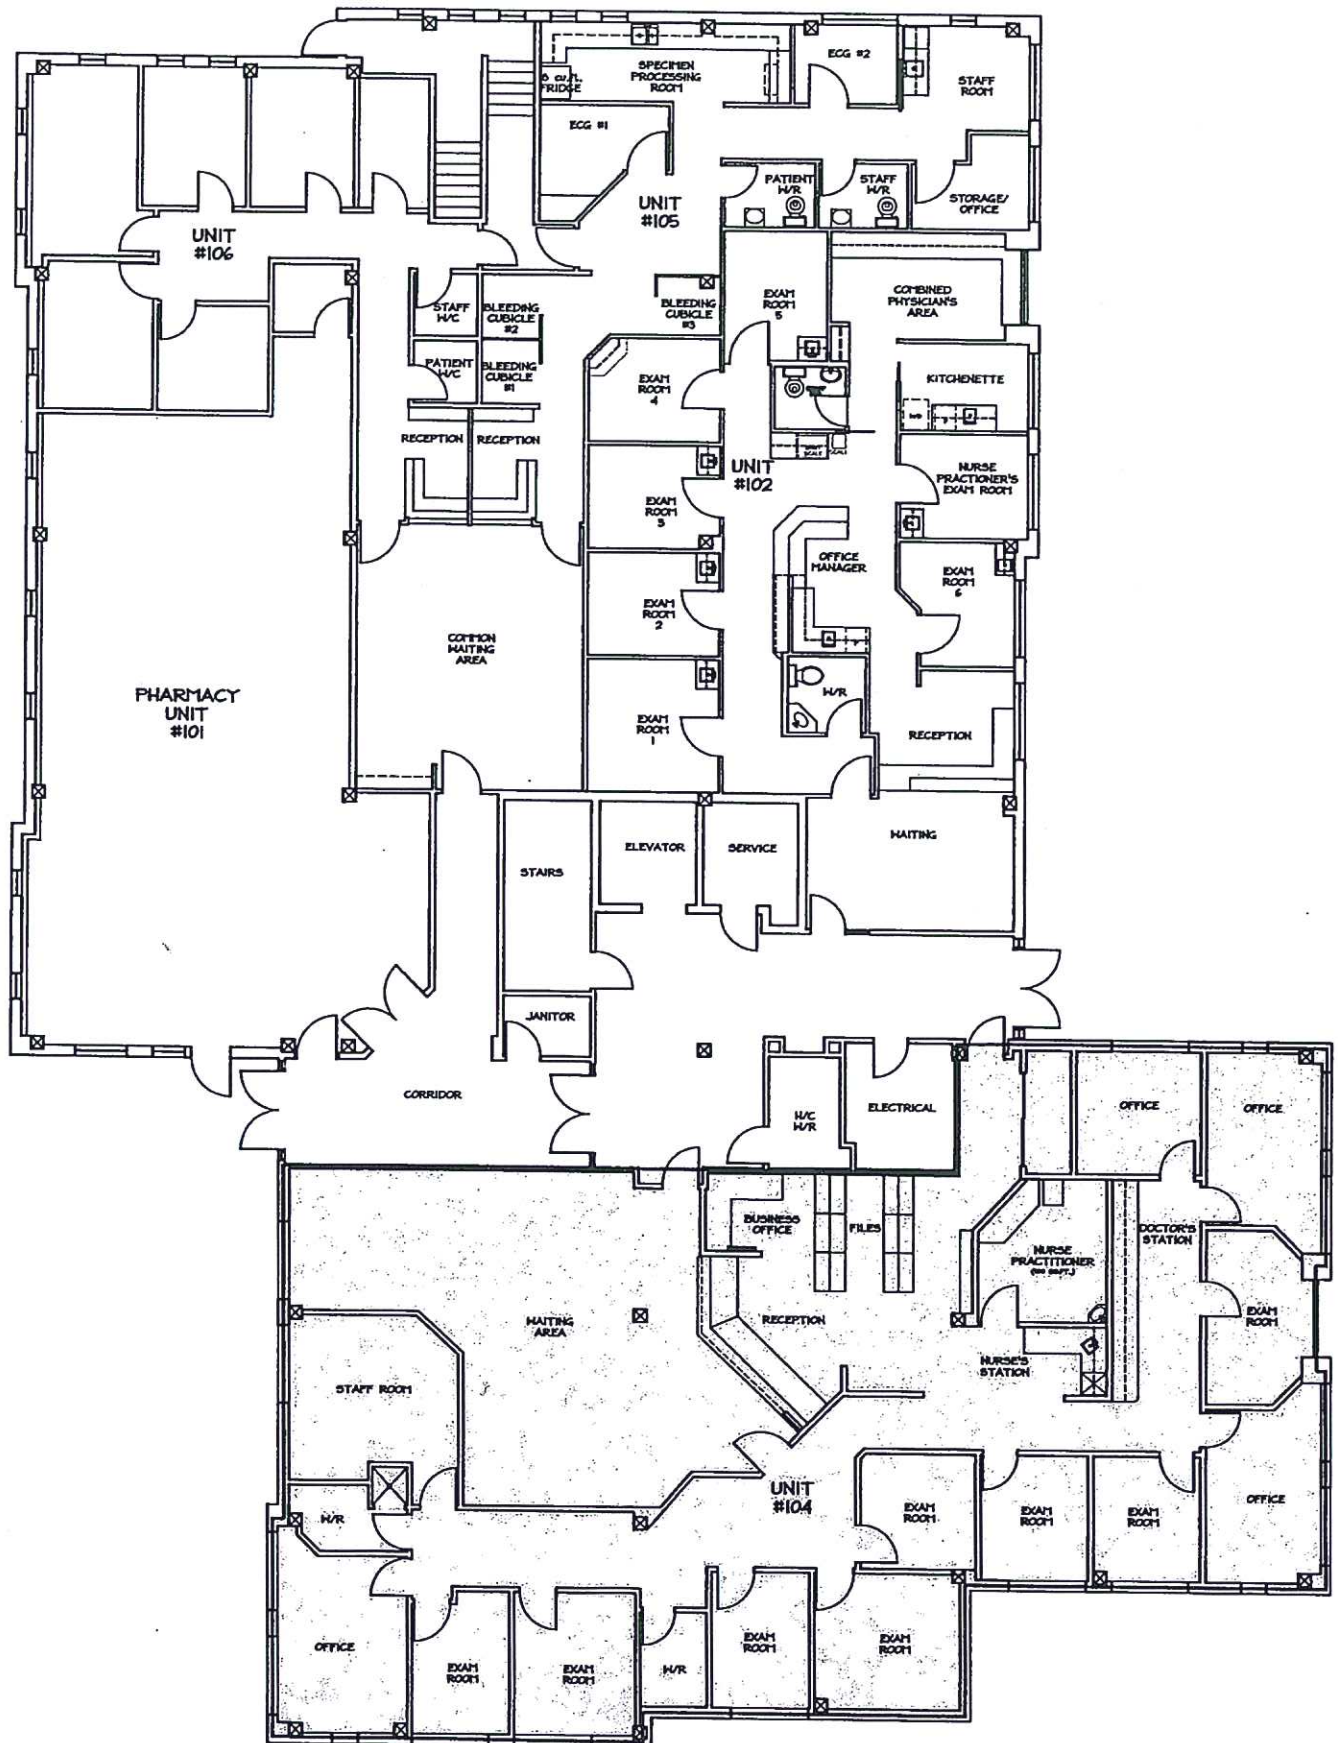 ECG #2
SPECIMEN
PROCESSING
ROOM
STAFF
ROOM
FRIDGE
ECG #1
PATIENT
W/R
STAFF
W/R
STORAGE/
OFFICE
UNIT
#105
UNIT
#106
EXAM
ROOM
5
COMBINED
PHYSICIAN'S
AREA
STAFF
W/C
BLEEDING
CUBICLE
#2
BLEEDING
CUBICLE
#3
PATIENT
W/C
BLEEDING
CUBICLE
#1
EXAM
ROOM
4
KITCHENETTE
RECEPTION
RECEPTION
UNIT
#102
NURSE
PRACTIONER'S
EXAM ROOM
EXAM
ROOM
3
OFFICE
MANAGER
EXAM
ROOM
6
EXAM
ROOM
2
COMMON
WAITING
AREA
PHARMACY
UNIT
#101
W/R
EXAM
ROOM
1
RECEPTION
STAIRS
ELEVATOR
SERVICE
WAITING
JANITOR
CORRIDOR
H/C
W/R
ELECTRICAL
OFFICE
OFFICE
BUSINESS
OFFICE
FILES
DOCTOR'S
STATION
NURSE
PRACTITIONER
WAITING
AREA
RECEPTION
EXAM
ROOM
NURSE'S
STATION
STAFF ROOM
UNIT
#104
W/R
EXAM
ROOM
EXAM
ROOM
EXAM
ROOM
OFFICE
OFFICE
EXAM
ROOM
EXAM
ROOM
W/R
EXAM
ROOM
EXAM
ROOM